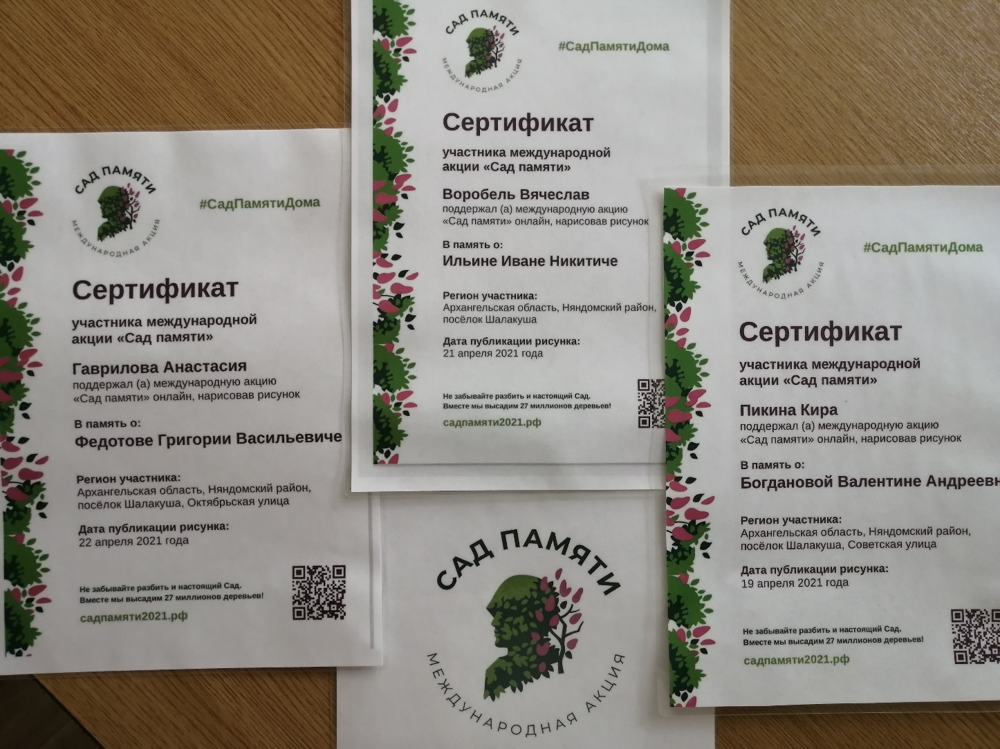 САД ПАМЯТИ
МЕЖДУНАРОДНАЯ АКЦИЯ
#СадПамятиДома
Сертификат
участника международной
акции «Сад памяти»
Гаврилова Анастасия
поддержал (а) международную акцию
«Сад памяти» онлайн, нарисовав рисунок
В память о:
Федотове Григории Васильевиче
Регион участника:
Архангельская область, Няндомский район,
посёлок Шалакуша, Октябрьская улица
Дата публикации рисунка:
22 апреля 2021 года
Не забывайте разбить и настоящий Сад.
Вместе мы высадим 27 миллионов деревьев!
садпамяти2021.рф
САД ПАМЯТИ
МЕЖДУНАРОДНАЯ АКЦИЯ
#СадПамятиДома
Сертификат
участника международной
акции «Сад памяти»
Воробель Вячеслав
поддержал (а) международную акцию
«Сад памяти» онлайн, нарисовав рисунок
В память о:
Ильине Иване Никитиче
Регион участника:
Архангельская область, Няндомский район,
посёлок Шалакуша
Дата публикации рисунка:
21 апреля 2021 года
Не забывайте разбить и настоящий Сад.
Вместе мы высадим 27 миллионов деревьев!
садпамяти2021.рф
САД ПАМЯТИ
МЕЖДУНАРОДНАЯ АКЦИЯ
САД ПАМЯТИ
МЕЖДУНАРОДНАЯ АКЦИЯ
#СадПамятиДома
Сертификат
участника международной
акции «Сад памяти»
Пикина Кира
поддержал (а) международную акцию
«Сад памяти» онлайн, нарисовав рисунок
В память о:
Богдановой Валентине Андреевн
Регион участника:
Архангельская область, Няндомский район,
посёлок Шалакуша, Советская улица
Дата публикации рисунка:
19 апреля 2021 года
Не забывайте разбить и настоящий Сад.
Вместе мы высадим 27 миллионов деревьев!
садпамяти2021.рф